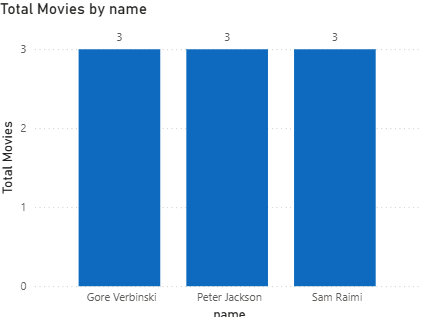 Total Movies by name
3 3 3
3
2
1
0
Total Movies
Gore Verbinski Peter Jackson Sam Raimi
name